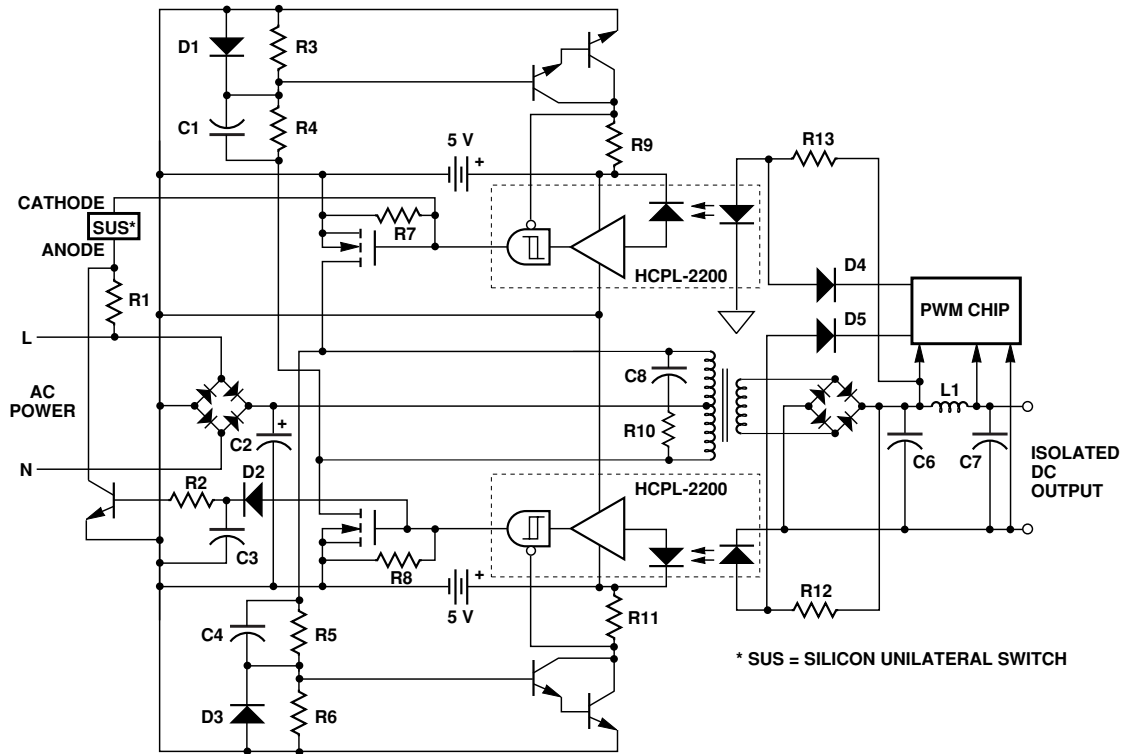 D1
R3
C1
R4
5 V
+
R9
R13
CATHODE
SUS*
ANODE
R7
HCPL-2200
D4
R1
PWM CHIP
D5
L
C8
L1
AC
POWER
+
C2
R10
C6
C7
N
D2
HCPL-2200
ISOLATED
DC
OUTPUT
R2
C3
R8
+
R12
5 V
R11
C4
R5
* SUS = SILICON UNILATERAL SWITCH
D3
R6